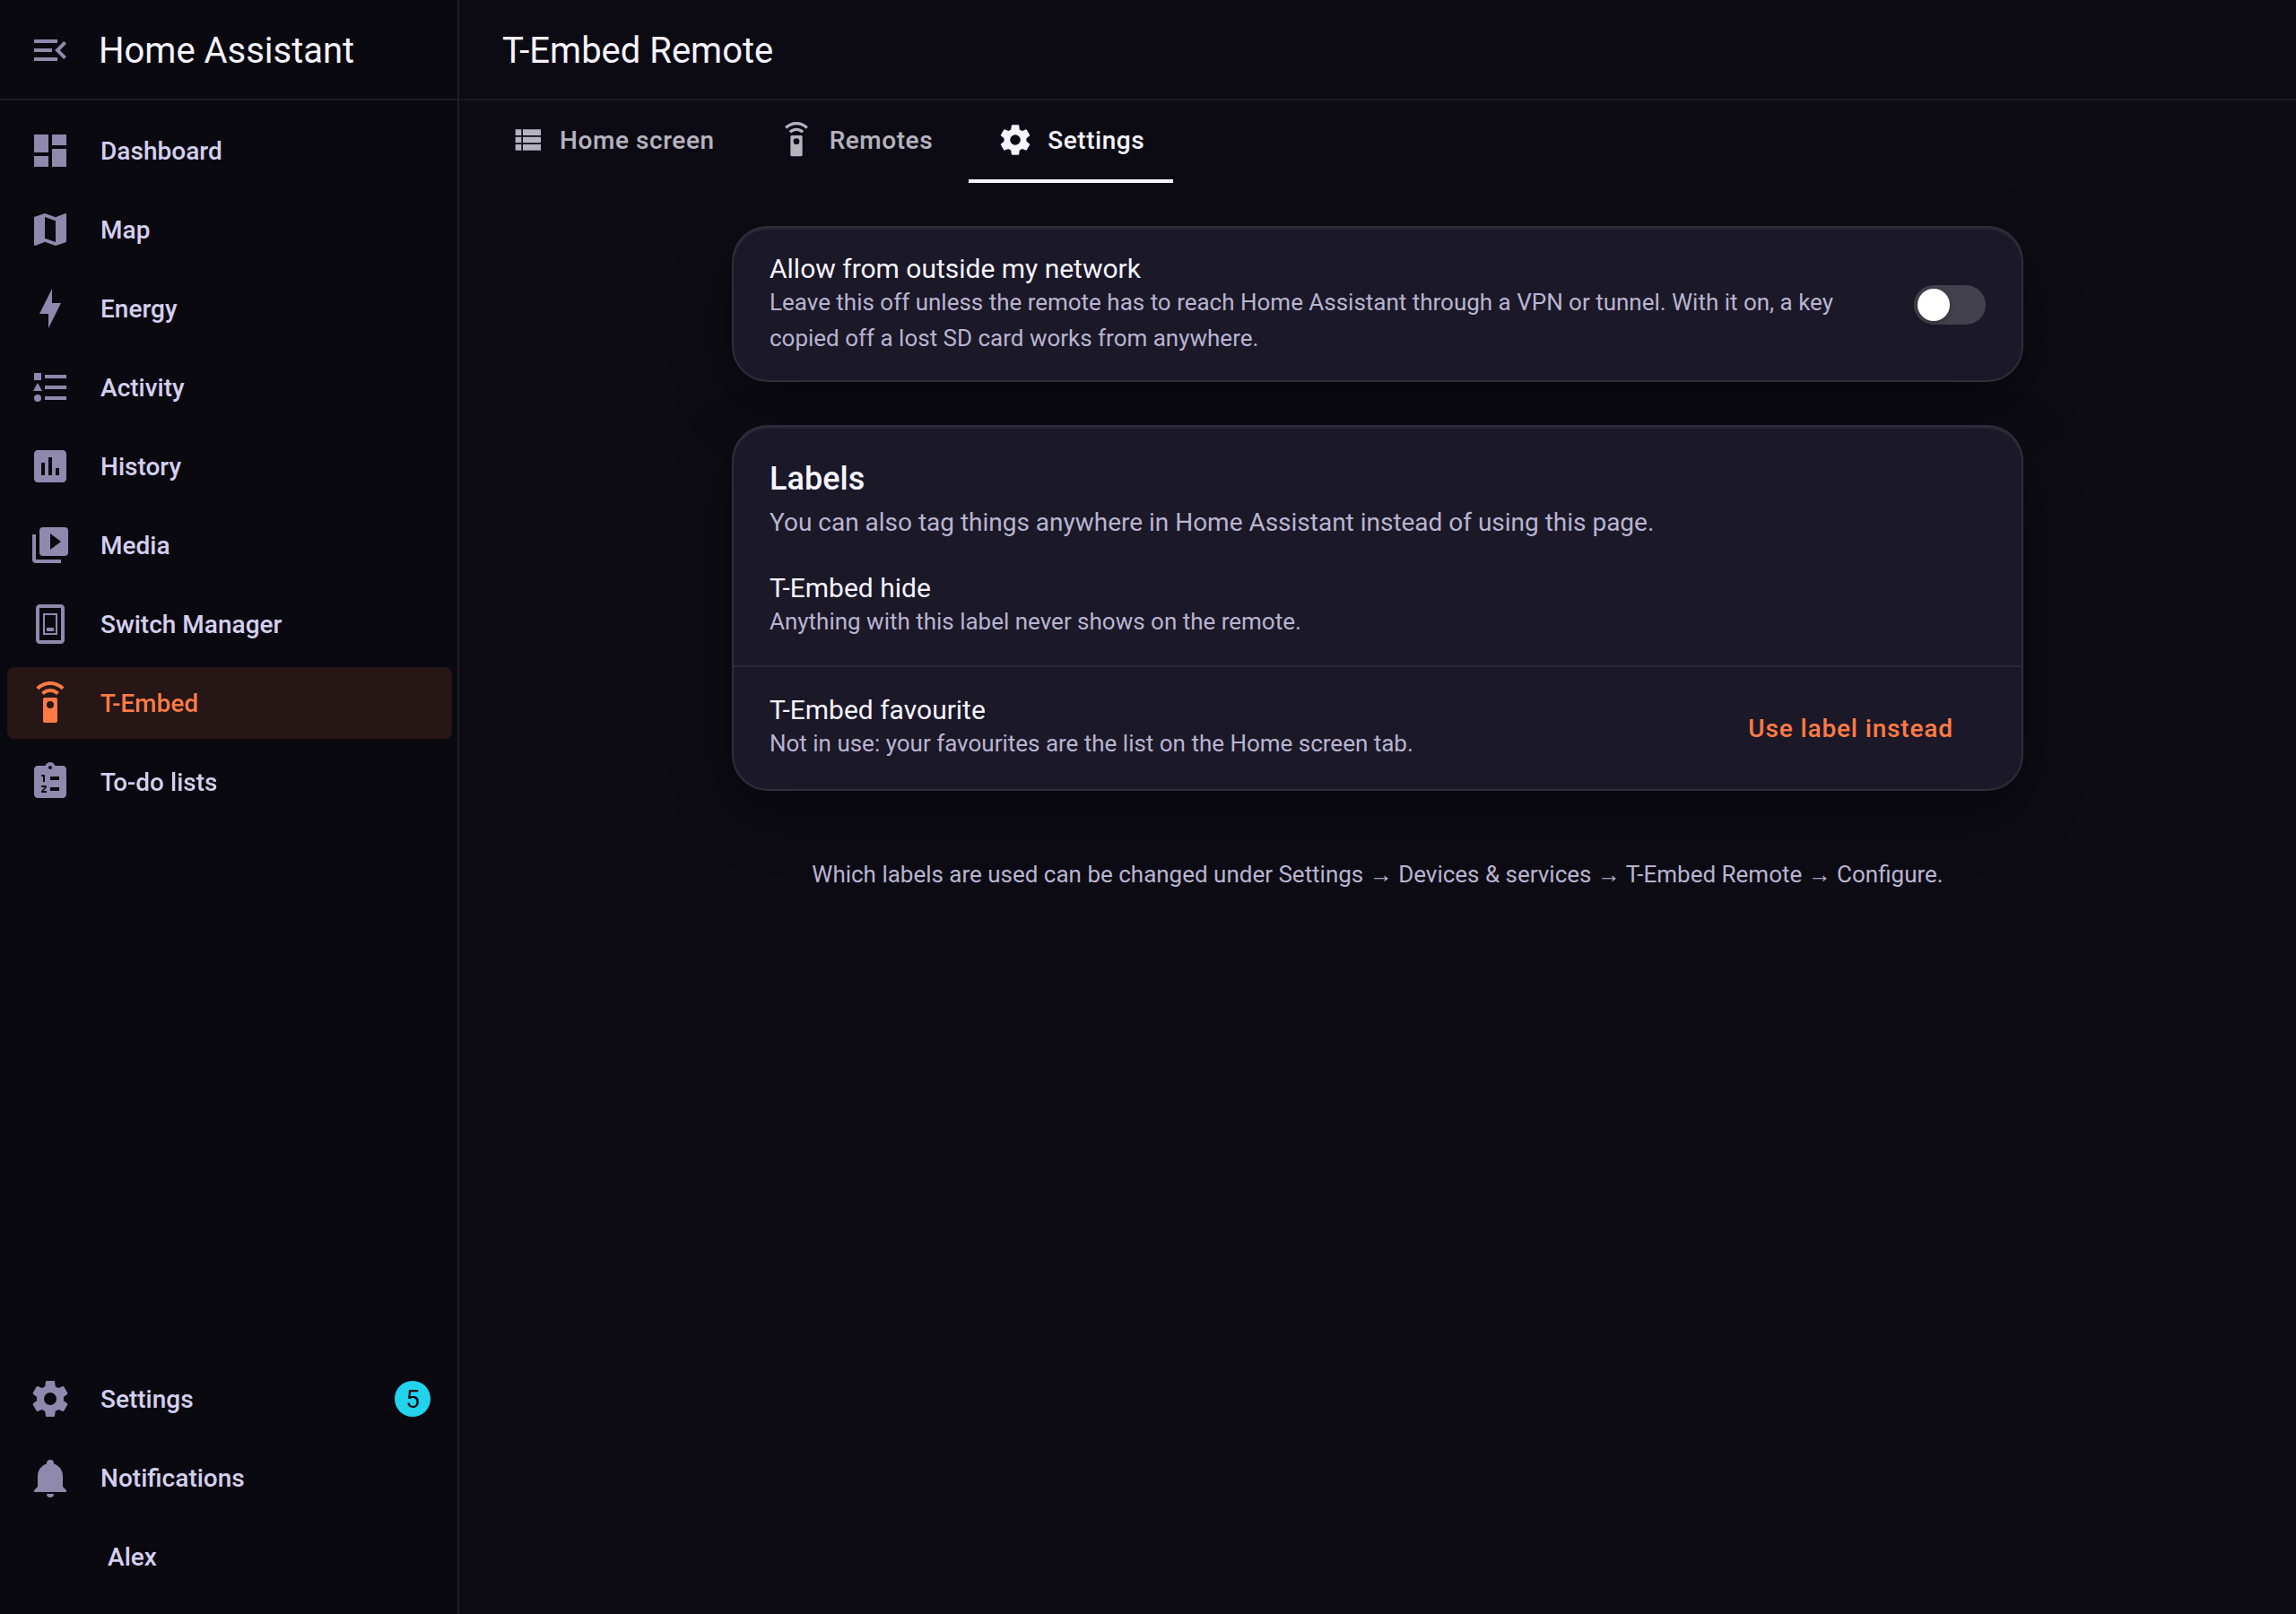 Home Assistant
T-Embed Remote
Dashboard
Map
Energy
Activity
History
Media
Switch Manager
T-Embed
To-do lists
Settings
5
Notifications
Alex
Home screen
Remotes
Settings
Allow from outside my network
Leave this off unless the remote has to reach Home Assistant through a VPN or tunnel. With it on, a key
copied off a lost SD card works from anywhere.
Labels
You can also tag things anywhere in Home Assistant instead of using this page.
T-Embed hide
Anything with this label never shows on the remote.
T-Embed favourite
Not in use: your favourites are the list on the Home screen tab.
Use label instead
Which labels are used can be changed under Settings → Devices & services → T-Embed Remote → Configure.